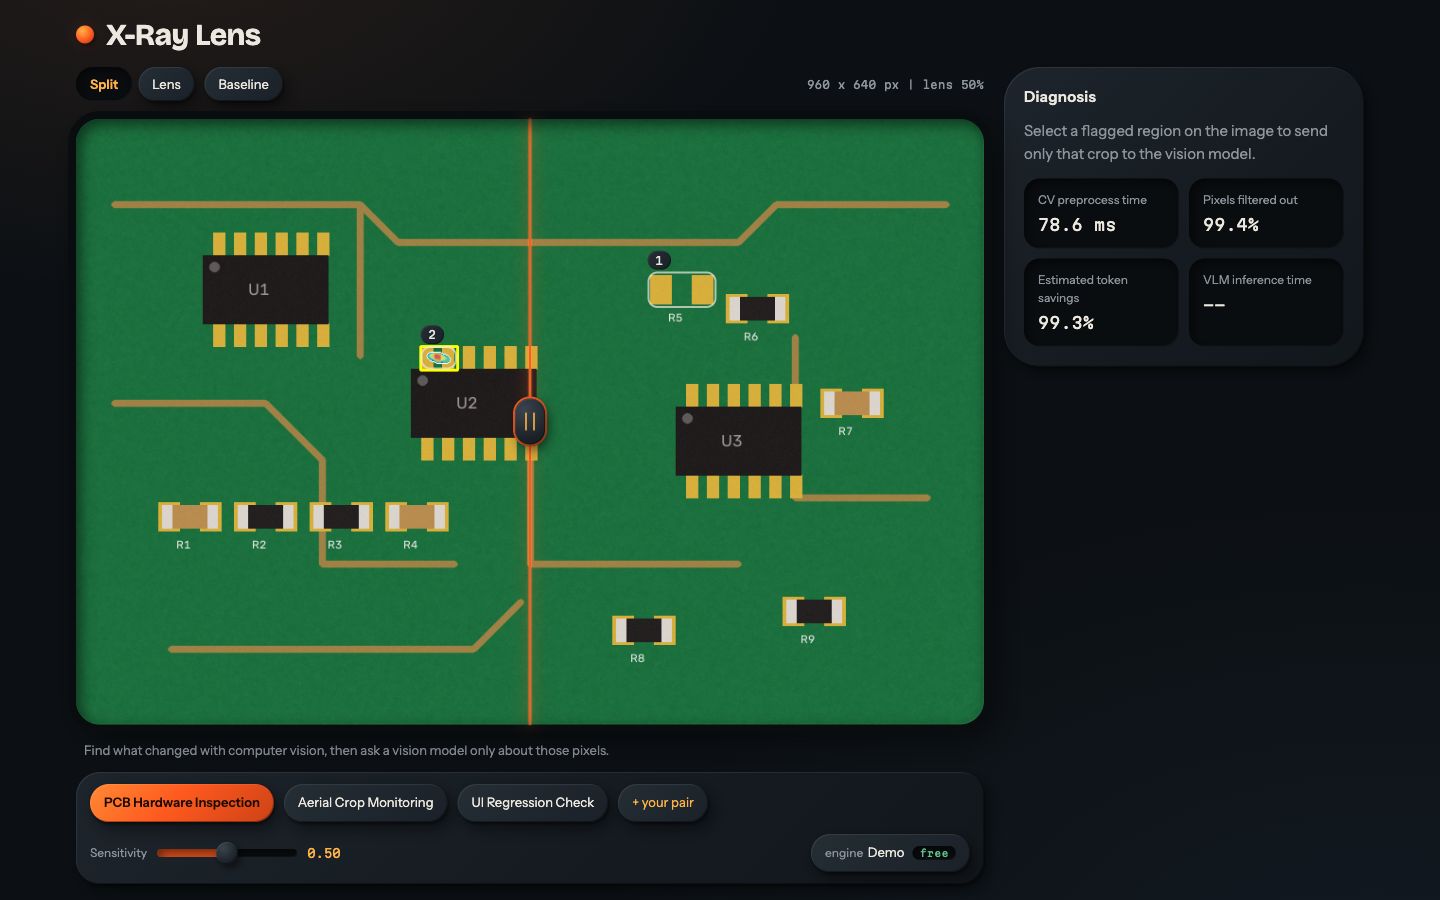 X-Ray Lens
Split
Lens
Baseline
960 x 640 px | lens 50%
U1
1
R5
R6
2
U2
U3
R7
R1
R2
R3
R4
R8
R9
Find what changed with computer vision, then ask a vision model only about those pixels.
PCB Hardware Inspection
Aerial Crop Monitoring
UI Regression Check
+ your pair
Sensitivity
0.50
engine Demo free
Diagnosis
Select a flagged region on the image to send
only that crop to the vision model.
CV preprocess time
78.6 ms
Pixels filtered out
99.4%
Estimated token
savings
99.3%
VLM inference time
——